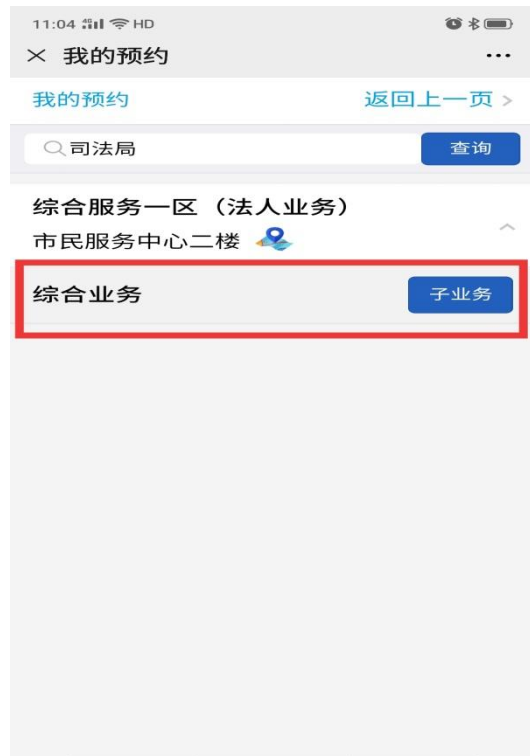 11:04 HD
× 我的预约 ...
我的预约 返回上一页 >
司法局 查询
综合服务一区（法人业务）
市民服务中心二楼
综合业务 子业务